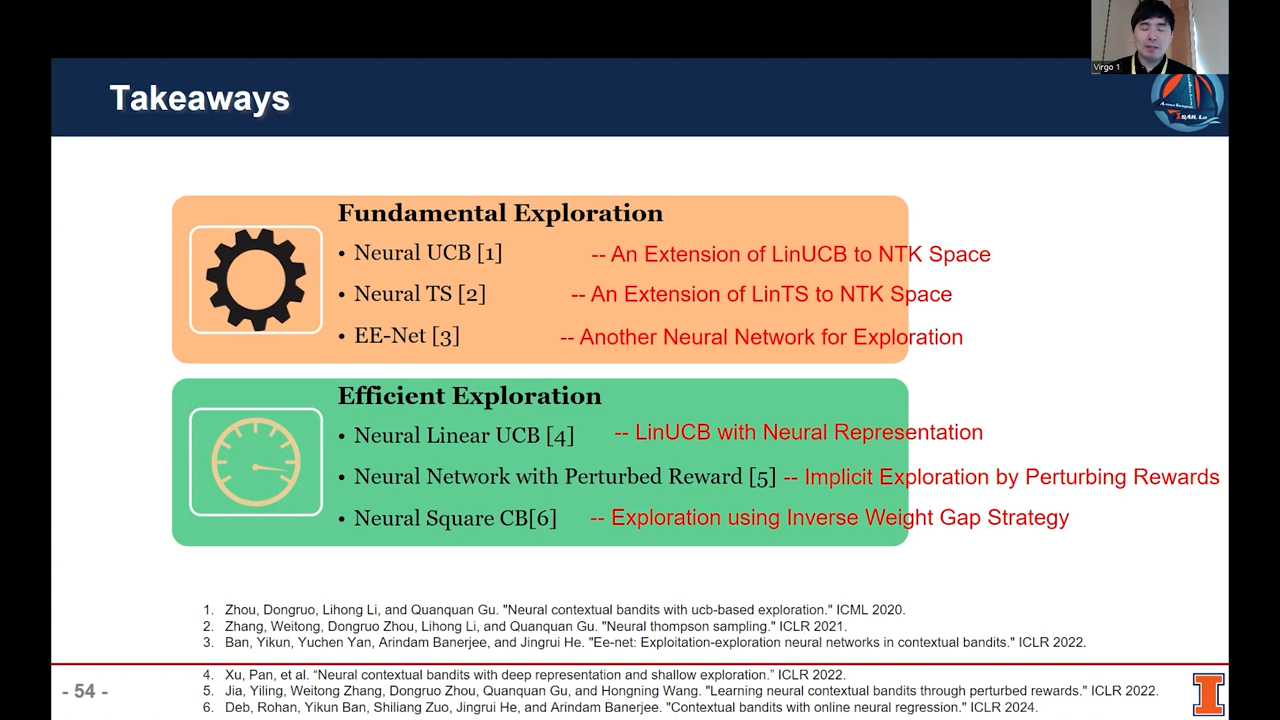 Virgo 1
Takeaways
Fundamental Exploration
• Neural UCB [1] -- An Extension of LinUCB to NTK Space
• Neural TS [2] -- An Extension of LinTS to NTK Space
• EE-Net [3] -- Another Neural Network for Exploration
Efficient Exploration
• Neural Linear UCB [4] -- LinUCB with Neural Representation
• Neural Network with Perturbed Reward [5] -- Implicit Exploration by Perturbing Rewards
• Neural Square CB[6] -- Exploration using Inverse Weight Gap Strategy
1. Zhou, Dongruo, Lihong Li, and Quanquan Gu. "Neural contextual bandits with ucb-based exploration." ICML 2020.
2. Zhang, Weitong, Dongruo Zhou, Lihong Li, and Quanquan Gu. "Neural thompson sampling." ICLR 2021.
3. Ban, Yikun, Yuchen Yan, Arindam Banerjee, and Jingrui He. "Ee-net: Exploitation-exploration neural networks in contextual bandits." ICLR 2022.
4. Xu, Pan, et al. “Neural contextual bandits with deep representation and shallow exploration.” ICLR 2022.
5. Jia, Yiling, Weitong Zhang, Dongruo Zhou, Quanquan Gu, and Hongning Wang. "Learning neural contextual bandits through perturbed rewards." ICLR 2022.
6. Deb, Rohan, Yikun Ban, Shiliang Zuo, Jingrui He, and Arindam Banerjee. "Contextual bandits with online neural regression." ICLR 2024.
- 54 -